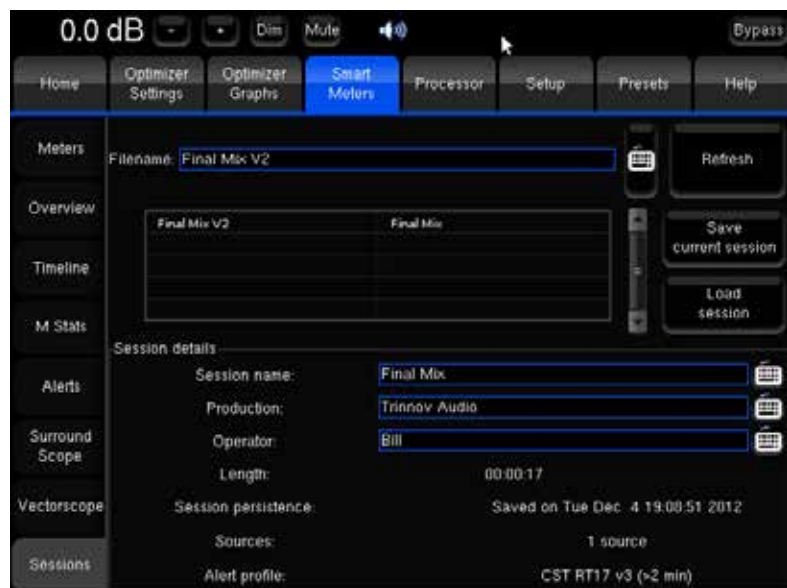 0.0 dB - + Dim Mute Bypass
Home Optimizer Settings Optimizer Graphs Smart Meters Processor Setup Presets Help
Meters
Filename: Final Mix V2
Refresh
Overview
Final Mix V2 Final Mix
Save current session
Timeline
Load session
M Stats
Session details
Session name: Final Mix
Alerts
Production: Trinnov Audio
Surround Scope
Operator: Bill
Length: 00:00:17
Vectorscope
Session persistence: Saved on Tue Dec 4 19:08:51 2012
Sources: 1 source
Sessions
Alert profile: CST RT17 v3 (>2 min)